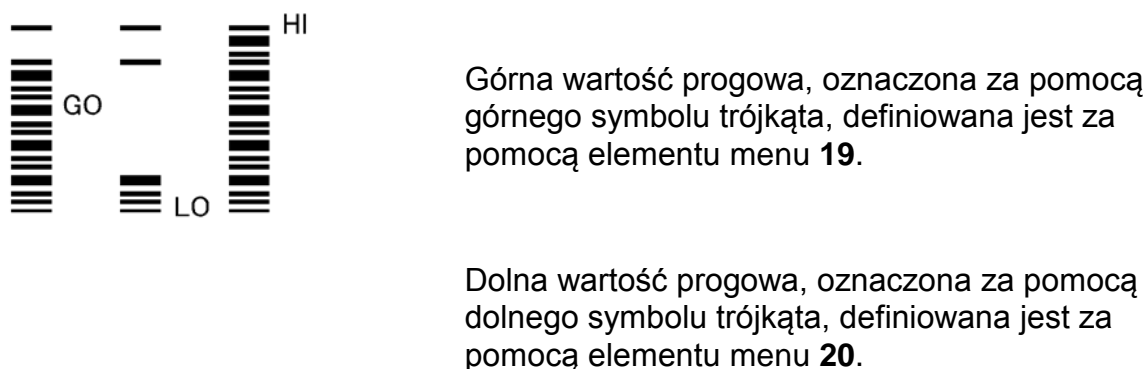 HI
GO
LO
Górna wartość progowa, oznaczona za pomocą
górnego symbolu trójkąta, definiowana jest za
pomocą elementu menu 19.
Dolna wartość progowa, oznaczona za pomocą
dolnego symbolu trójkąta, definiowana jest za
pomocą elementu menu 20.